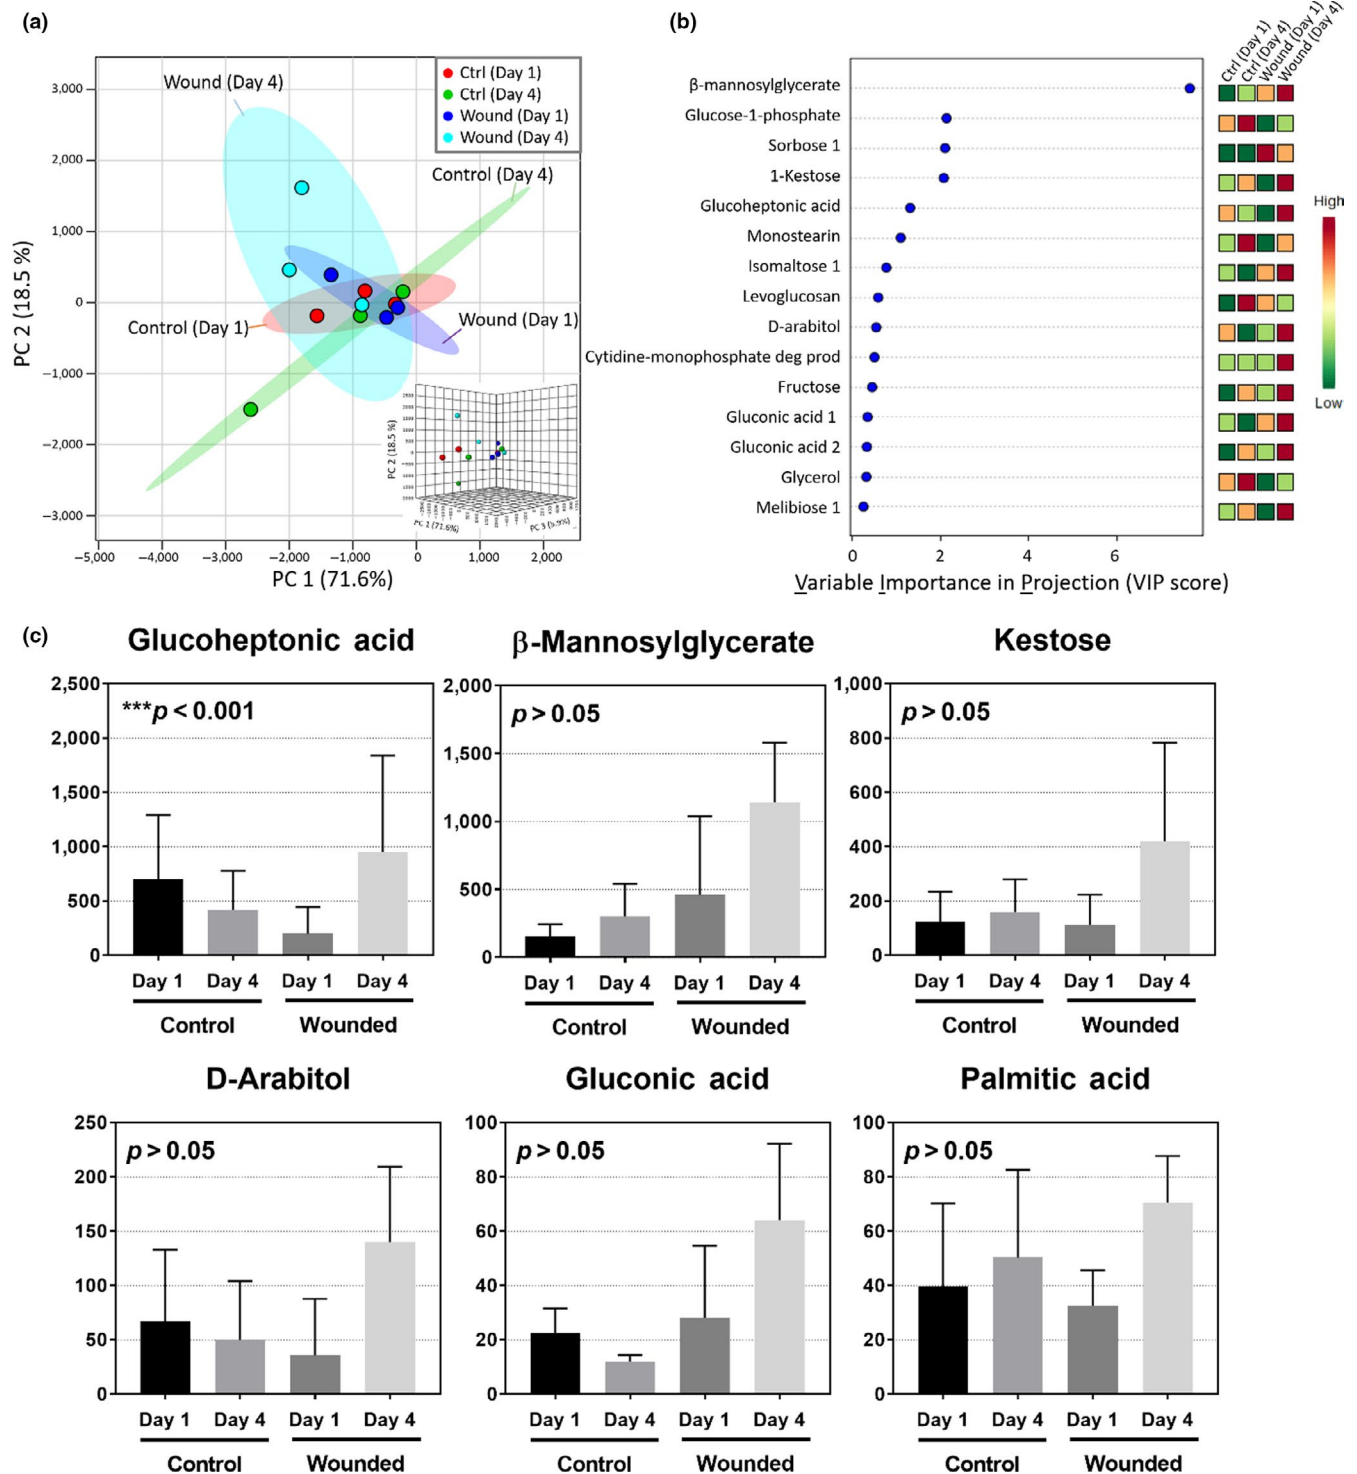 (a)
Wound (Day 4)
Ctrl (Day 1)
Ctrl (Day 4)
Wound (Day 1)
Wound (Day 4)
Control (Day 4)
Control (Day 1)
Wound (Day 1)
3,000
2,000
1,000
0
−1,000
−2,000
−3,000
PC 2 (18.5 %)
−5,000 −4,000 −3,000 −2,000 −1,000 0 1,000 2,000
PC 1 (71.6%)
PC 2 (18.5 %)
PC 1 (71.6%)
PC 3 (5.9%)
(b)
Ctrl (Day 1)
Ctrl (Day 4)
Wound (Day 1)
Wound (Day 4)
β-mannosylglycerate
Glucose-1-phosphate
Sorbose 1
1-Kestose
Glucoheptonic acid
Monostearin
Isomaltose 1
Levoglucosan
D-arabitol
Cytidine-monophosphate deg prod
Fructose
Gluconic acid 1
Gluconic acid 2
Glycerol
Melibiose 1
High
Low
0 2 4 6
Variable Importance in Projection (VIP score)
(c)
Glucoheptonic acid
***p < 0.001
2,500
2,000
1,500
1,000
500
0
Day 1 Day 4 Day 1 Day 4
Control Wounded
β-Mannosylglycerate
p > 0.05
2,000
1,500
1,000
500
0
Day 1 Day 4 Day 1 Day 4
Control Wounded
Kestose
p > 0.05
1,000
800
600
400
200
0
Day 1 Day 4 Day 1 Day 4
Control Wounded
D-Arabitol
p > 0.05
250
200
150
100
50
0
Day 1 Day 4 Day 1 Day 4
Control Wounded
Gluconic acid
p > 0.05
100
80
60
40
20
0
Day 1 Day 4 Day 1 Day 4
Control Wounded
Palmitic acid
p > 0.05
100
80
60
40
20
0
Day 1 Day 4 Day 1 Day 4
Control Wounded